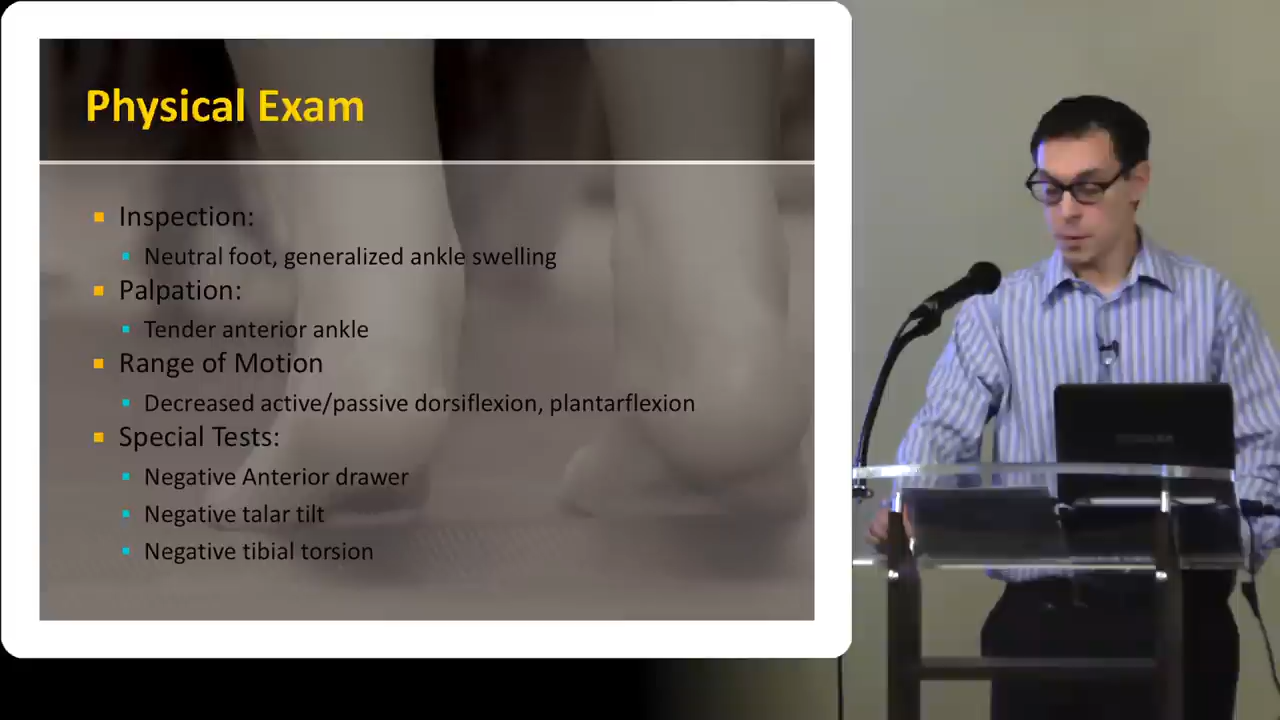 Physical Exam
Inspection:
Neutral foot, generalized ankle swelling
Palpation:
Tender anterior ankle
Range of Motion
Decreased active/passive dorsiflexion, plantarflexion
Special Tests:
Negative Anterior drawer
Negative talar tilt
Negative tibial torsion